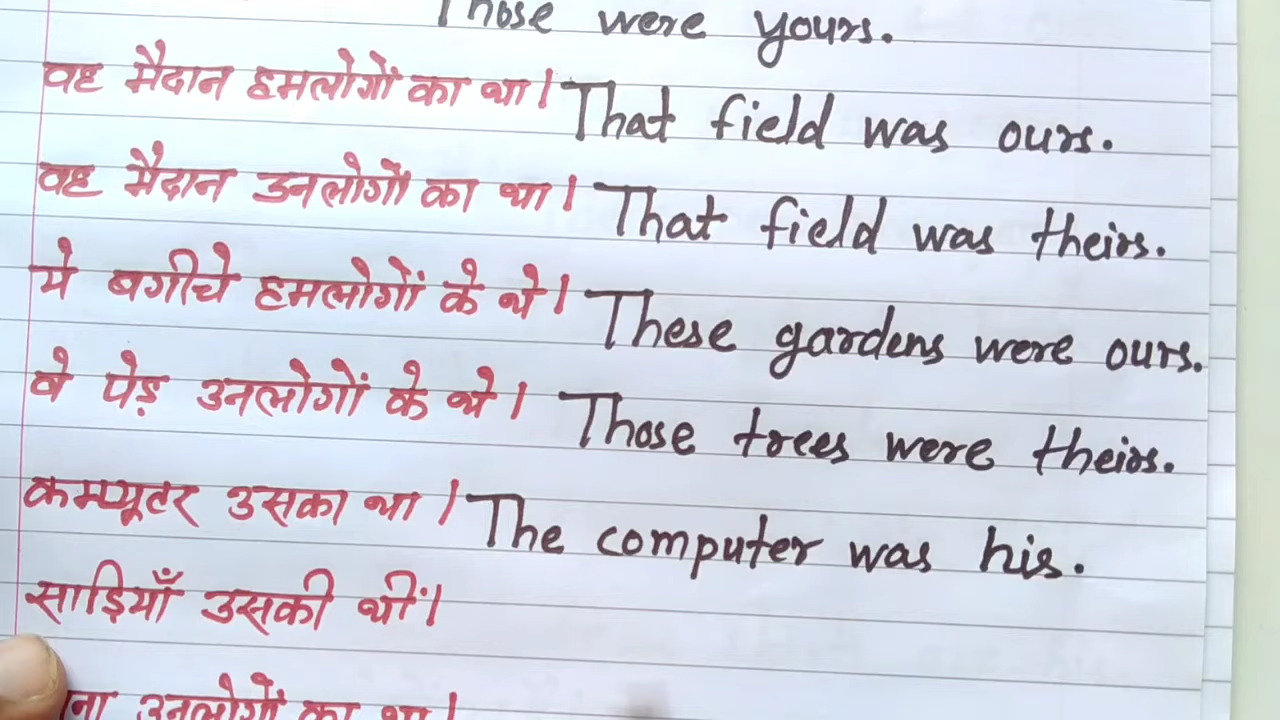 Those were yours.
वह मैदान हमलोगों का था। That field was ours.
वह मैदान उनलोगों का था। That field was theirs.
ये बगीचे हमलोगों के थे। These gardens were ours.
वे पेड़ उनलोगों के थे। Those trees were theirs.
कम्प्यूटर उसका था। The computer was his.
साड़ियाँ उसकी थीं।
उनलोगों का था।